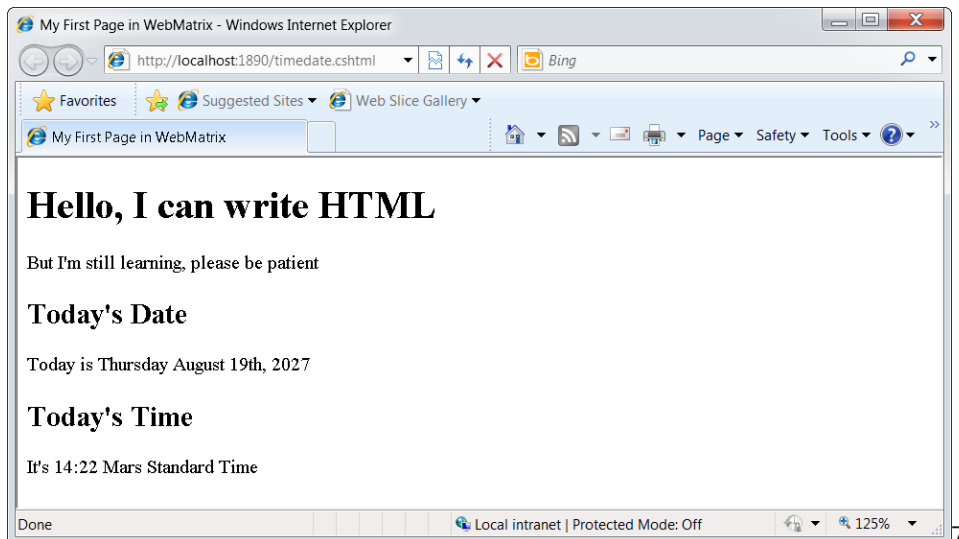 My First Page in WebMatrix - Windows Internet Explorer
http://localhost:1890/timedate.cshtml Bing
Favorites Suggested Sites Web Slice Gallery
My First Page in WebMatrix Page Safety Tools
Hello, I can write HTML
But I'm still learning, please be patient
Today's Date
Today is Thursday August 19th, 2027
Today's Time
It's 14:22 Mars Standard Time
Done Local intranet | Protected Mode: Off 125%